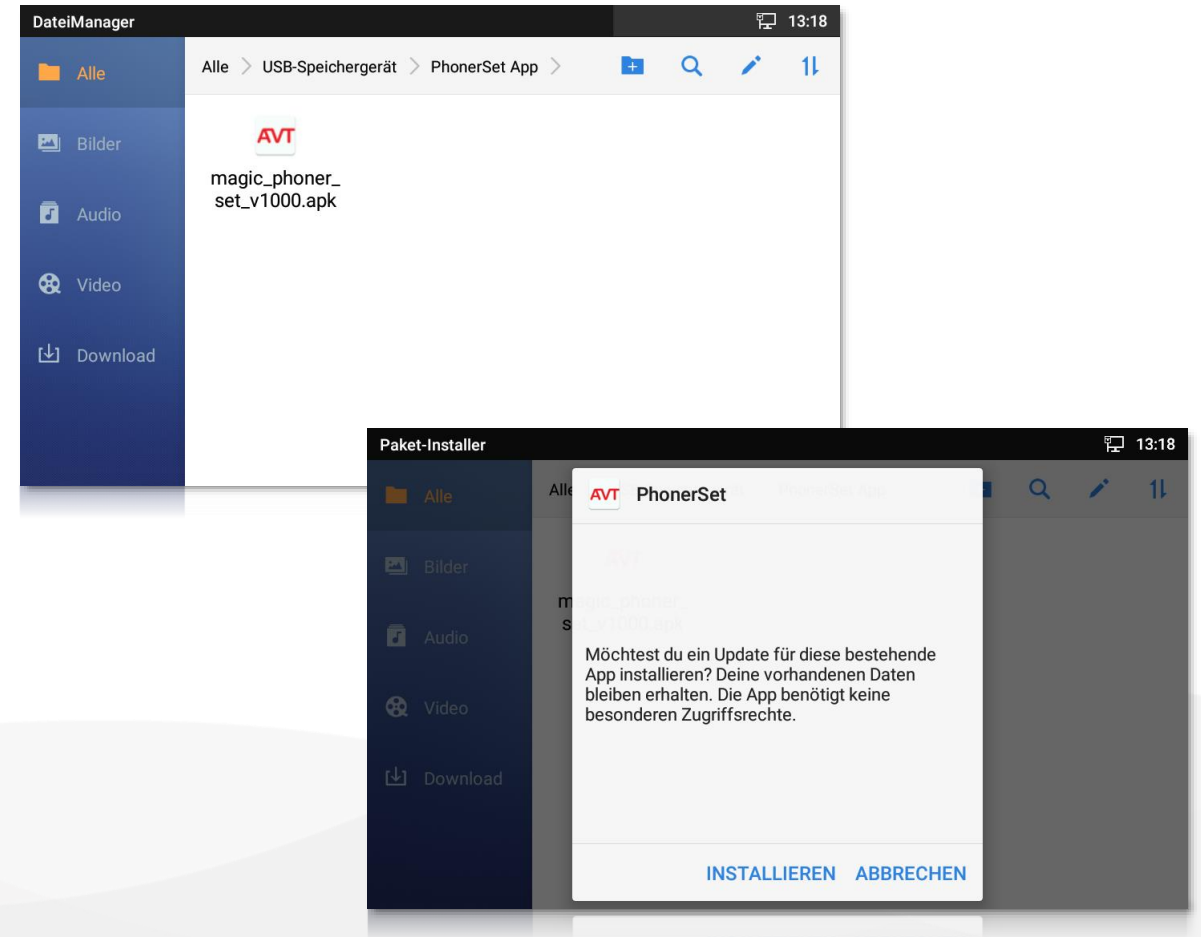 DateiManager
13:18
Alle
Alle
USB-Speichergerät
PhonerSet App
Bilder
Audio
Video
Download
AVT
magic_phoner_
set_v1000.apk
Paket-Installer
13:18
Alle
Alle
Bilder
Audio
Video
Download
AVT PhonerSet
Möchtest du ein Update für diese bestehende
App installieren? Deine vorhandenen Daten
bleiben erhalten. Die App benötigt keine
besonderen Zugriffsrechte.
INSTALLIEREN ABBRECHEN